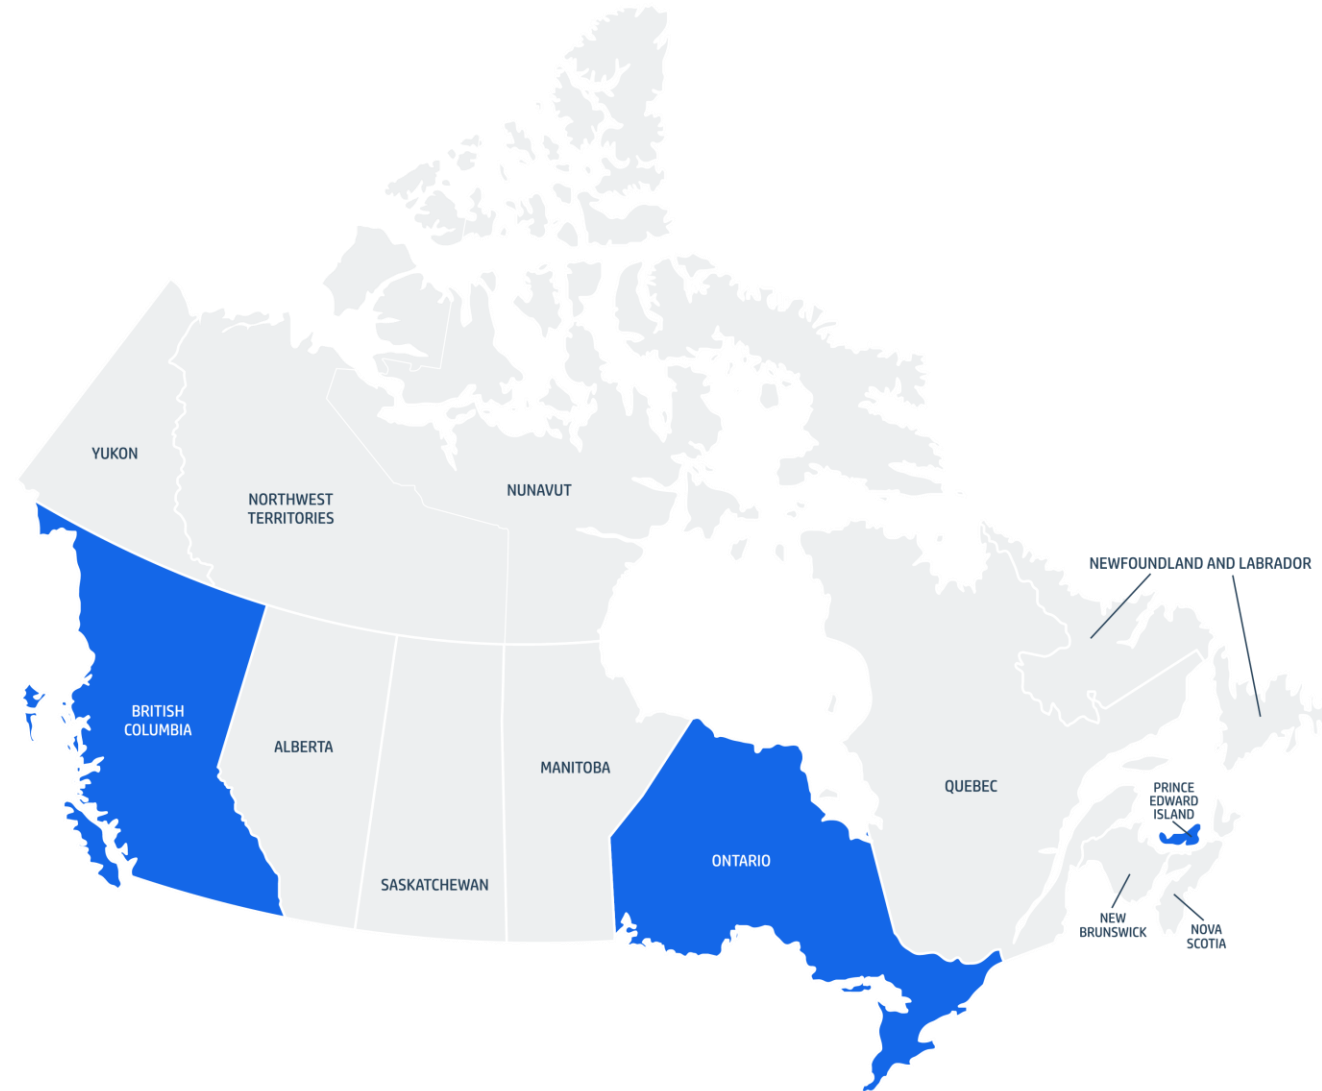 YUKON
NORTHWEST
TERRITORIES
NUNAVUT
NEWFOUNDLAND AND LABRADOR
BRITISH
COLUMBIA
ALBERTA
MANITOBA
QUEBEC
PRINCE
EDWARD
ISLAND
ONTARIO
SASKATCHEWAN
NEW
BRUNSWICK
NOVA
SCOTIA